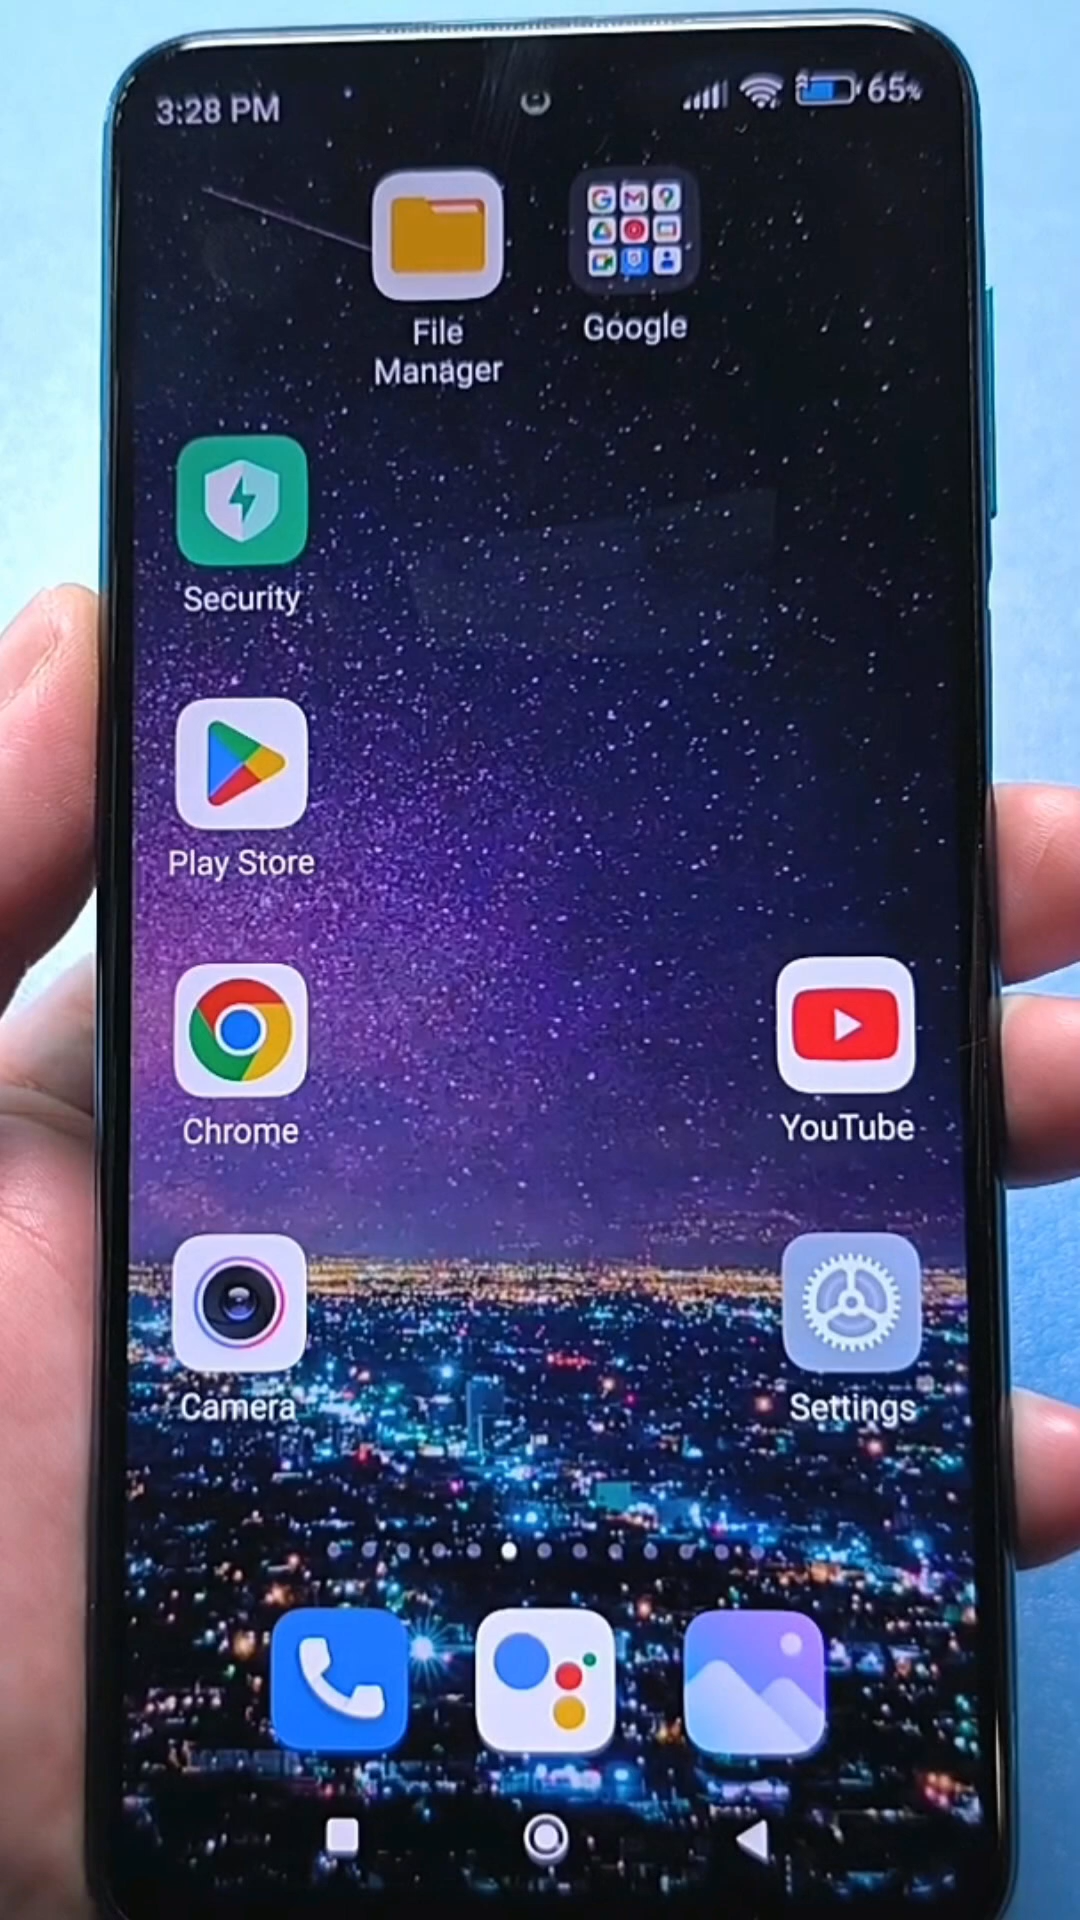 3:28 PM
65%
File
Manager
Google
Security
Play Store
Chrome
YouTube
Camera
Settings